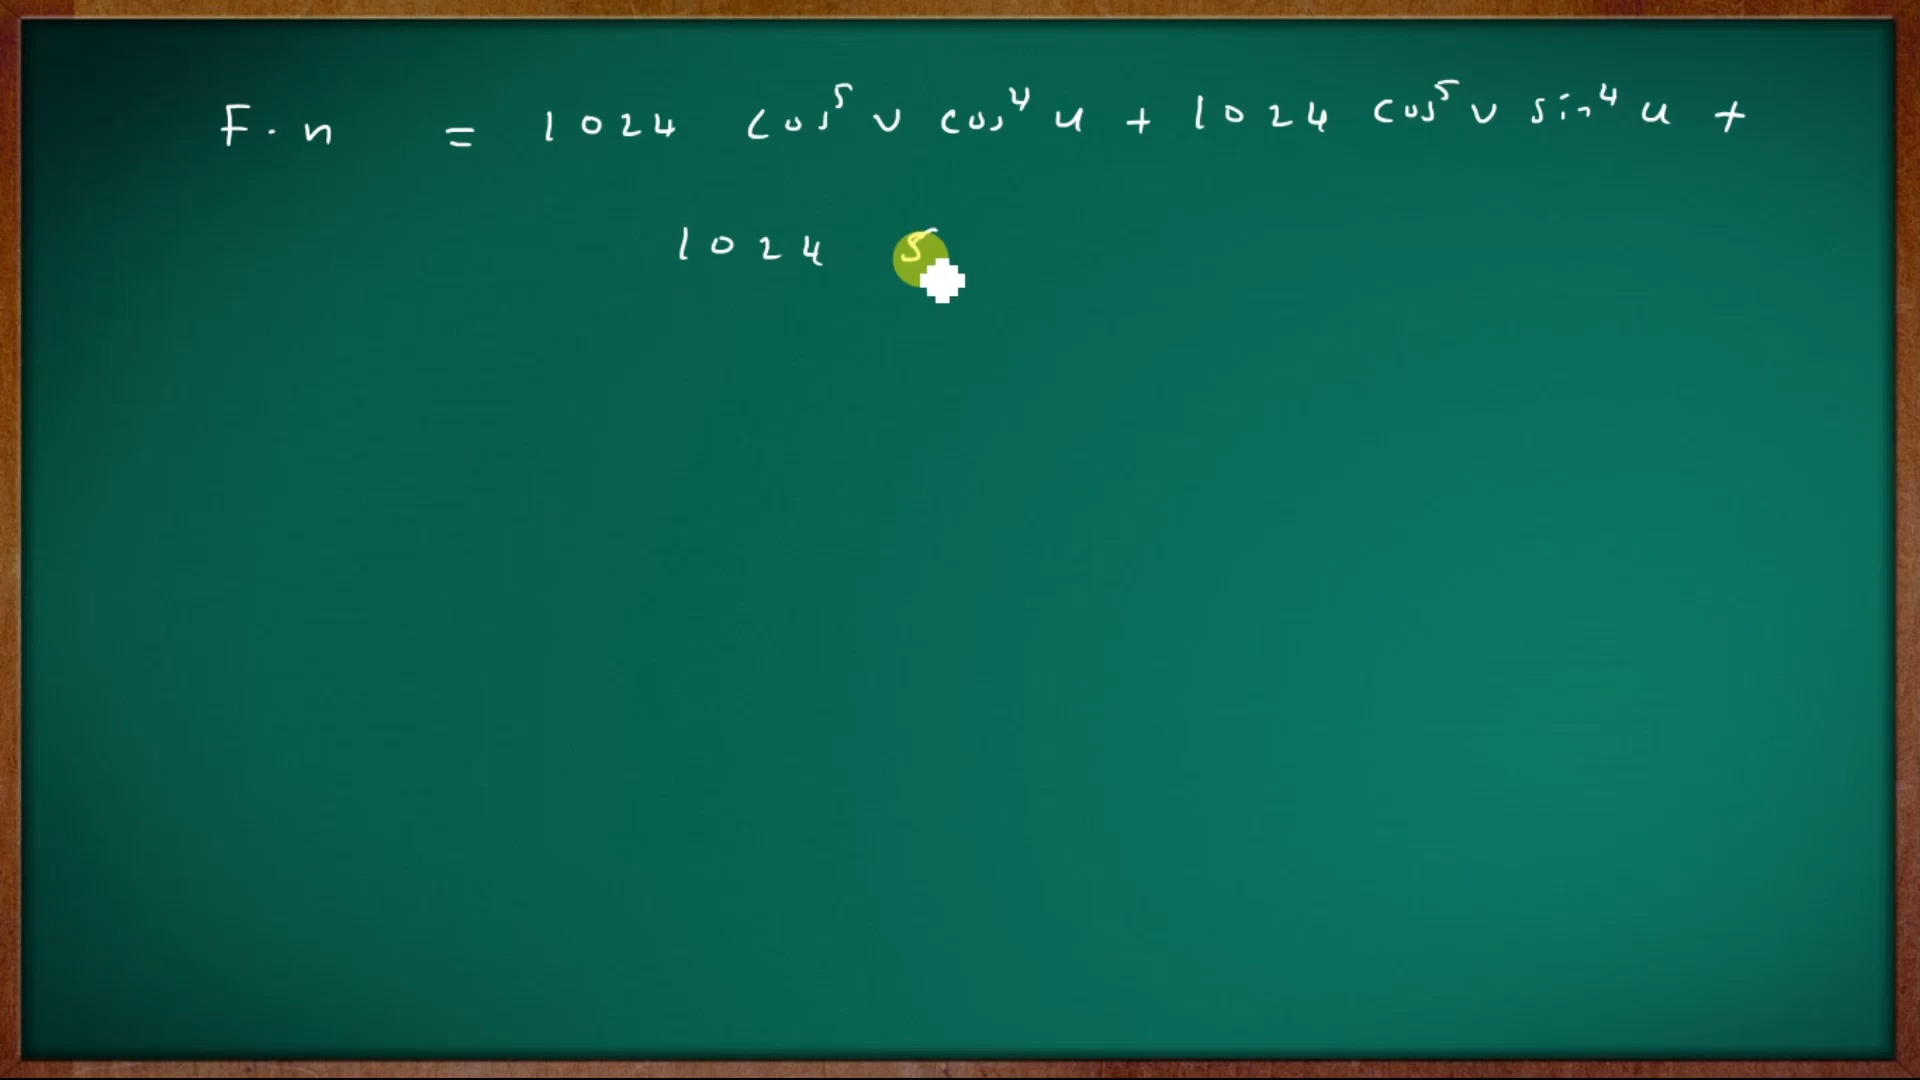 F · n = 1024 cos⁵ v cos⁴ u + 1024 cos⁵ v sin⁴ u +
1024 s